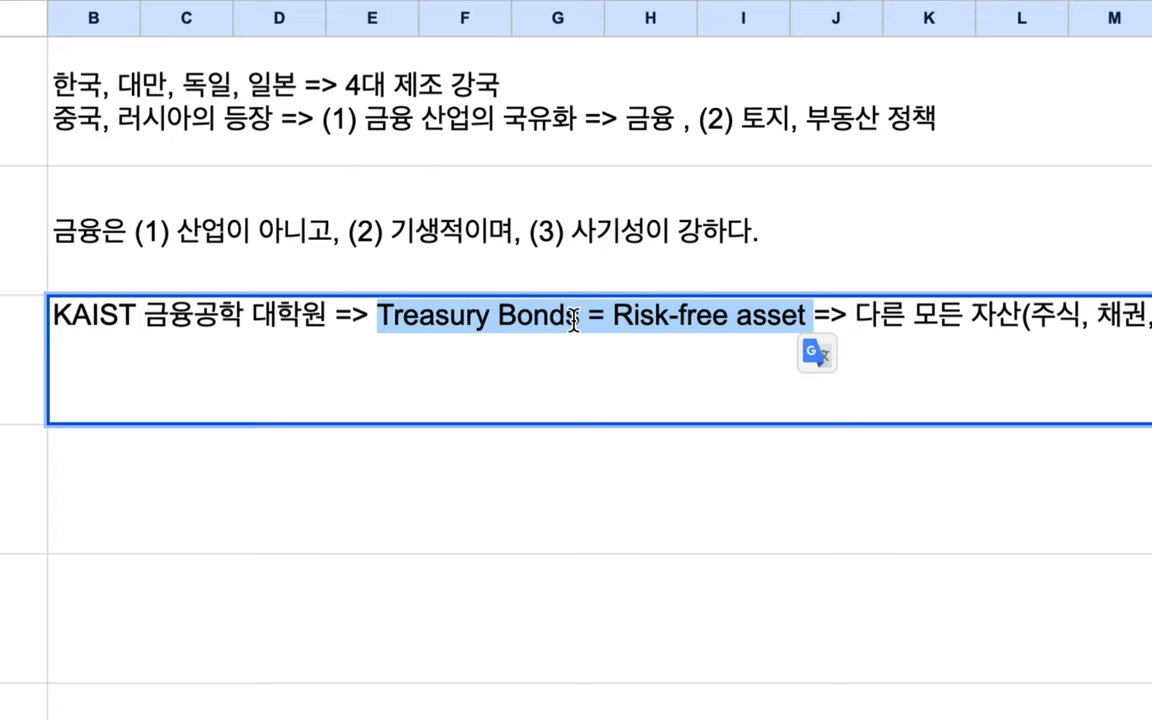 B C D E F G H I J K L M
한국, 대만, 독일, 일본 => 4대 제조 강국
중국, 러시아의 등장 => (1) 금융 산업의 국유화 => 금융 , (2) 토지, 부동산 정책
금융은 (1) 산업이 아니고, (2) 기생적이며, (3) 사기성이 강하다.
KAIST 금융공학 대학원 => Treasury Bonds = Risk-free asset => 다른 모든 자산(주식, 채권,